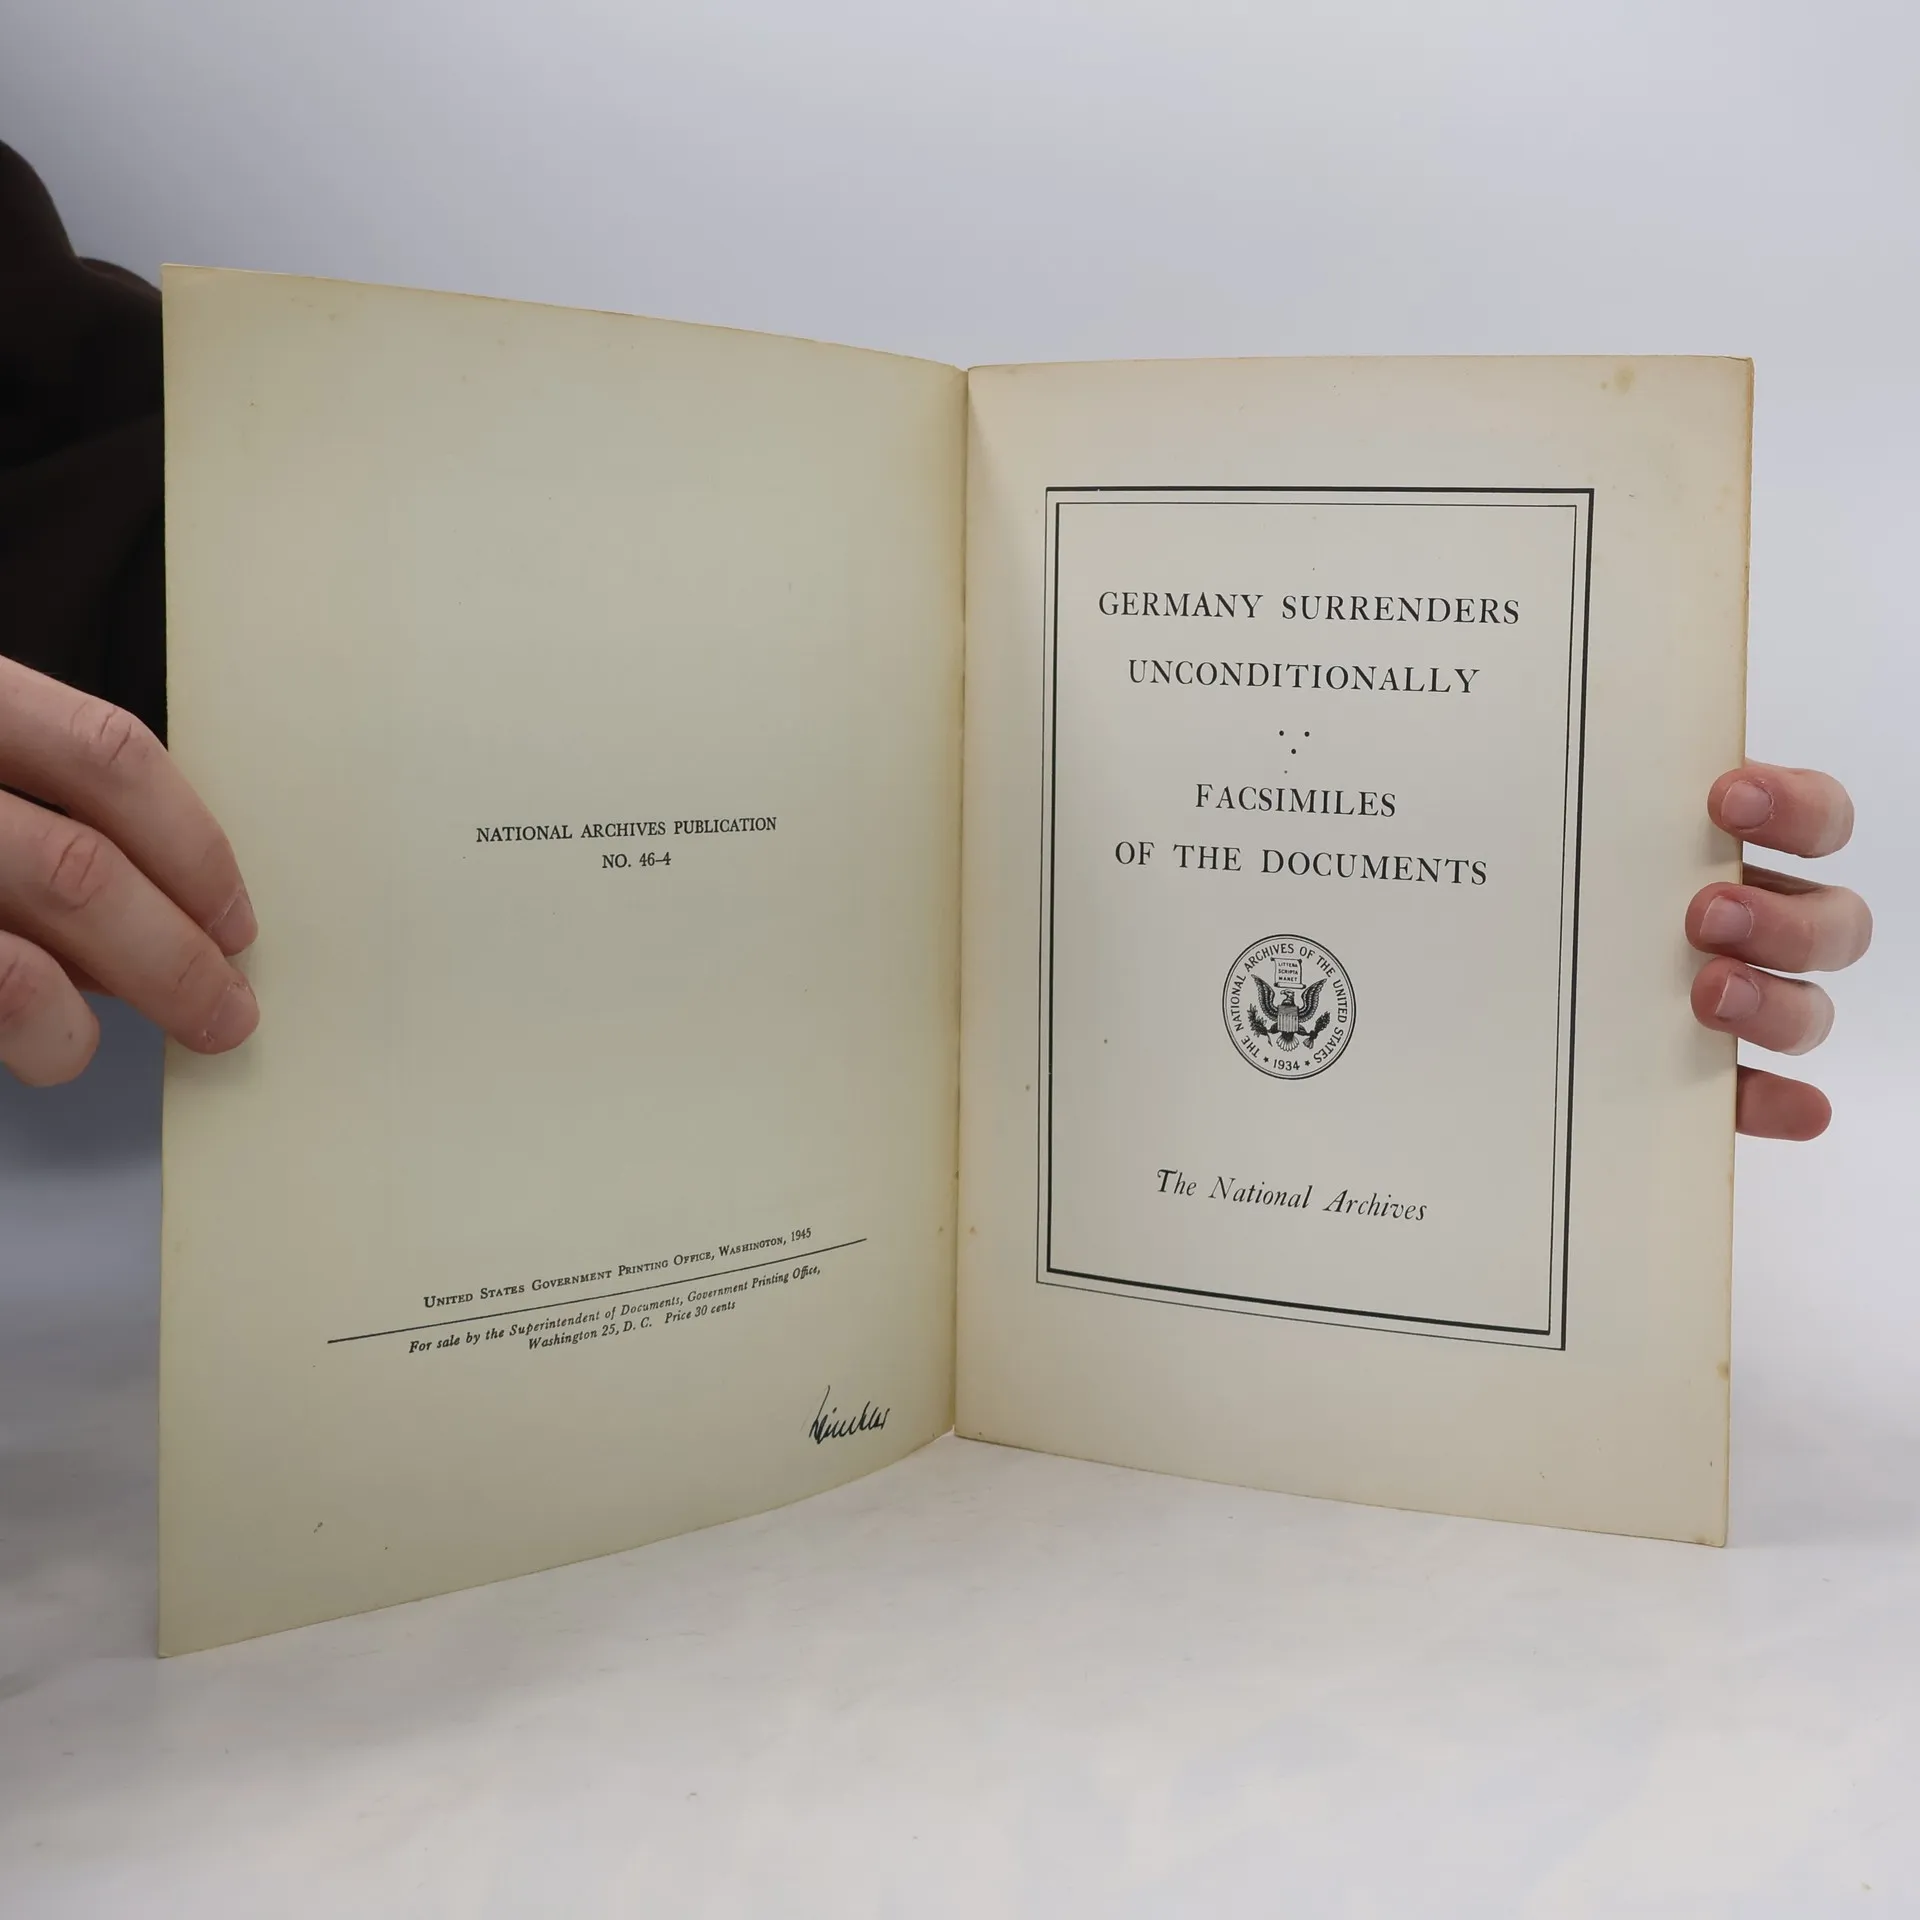 NATIONAL ARCHIVES PUBLICATION
NO. 46–4
UNITED STATES GOVERNMENT PRINTING OFFICE, WASHINGTON, 1945
For sale by the Superintendent of Documents, Government Printing Office,
Washington 25, D. C. Price 30 cents
GERMANY SURRENDERS
UNCONDITIONALLY
FACSIMILES
OF THE DOCUMENTS
THE NATIONAL ARCHIVES OF THE UNITED STATES
LITTERA
SCRIPTA
MANET
★ 1934 ★
The National Archives